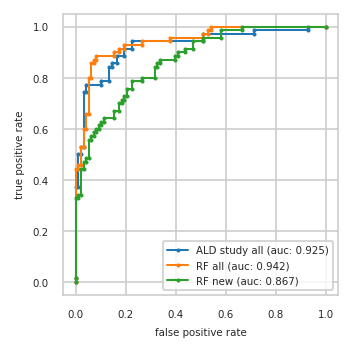 1.0
0.8
0.6
0.4
0.2
0.0
true positive rate
ALD study all (auc: 0.925)
RF all (auc: 0.942)
RF new (auc: 0.867)
0.0 0.2 0.4 0.6 0.8 1.0
false positive rate